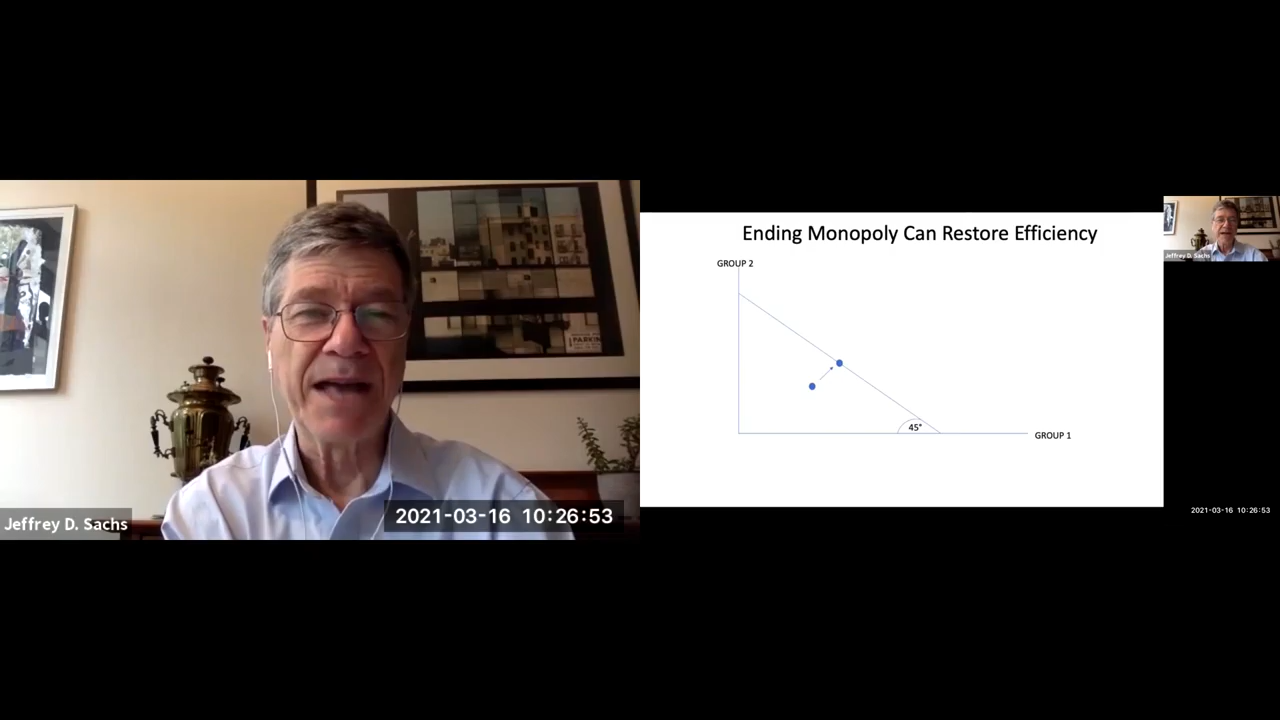 Jeffrey D. Sachs
2021-03-16 10:26:53
PARKIN
Ending Monopoly Can Restore Efficiency
GROUP 2
45°
GROUP 1
Jeffrey D. Sachs
2021-03-16 10:26:53